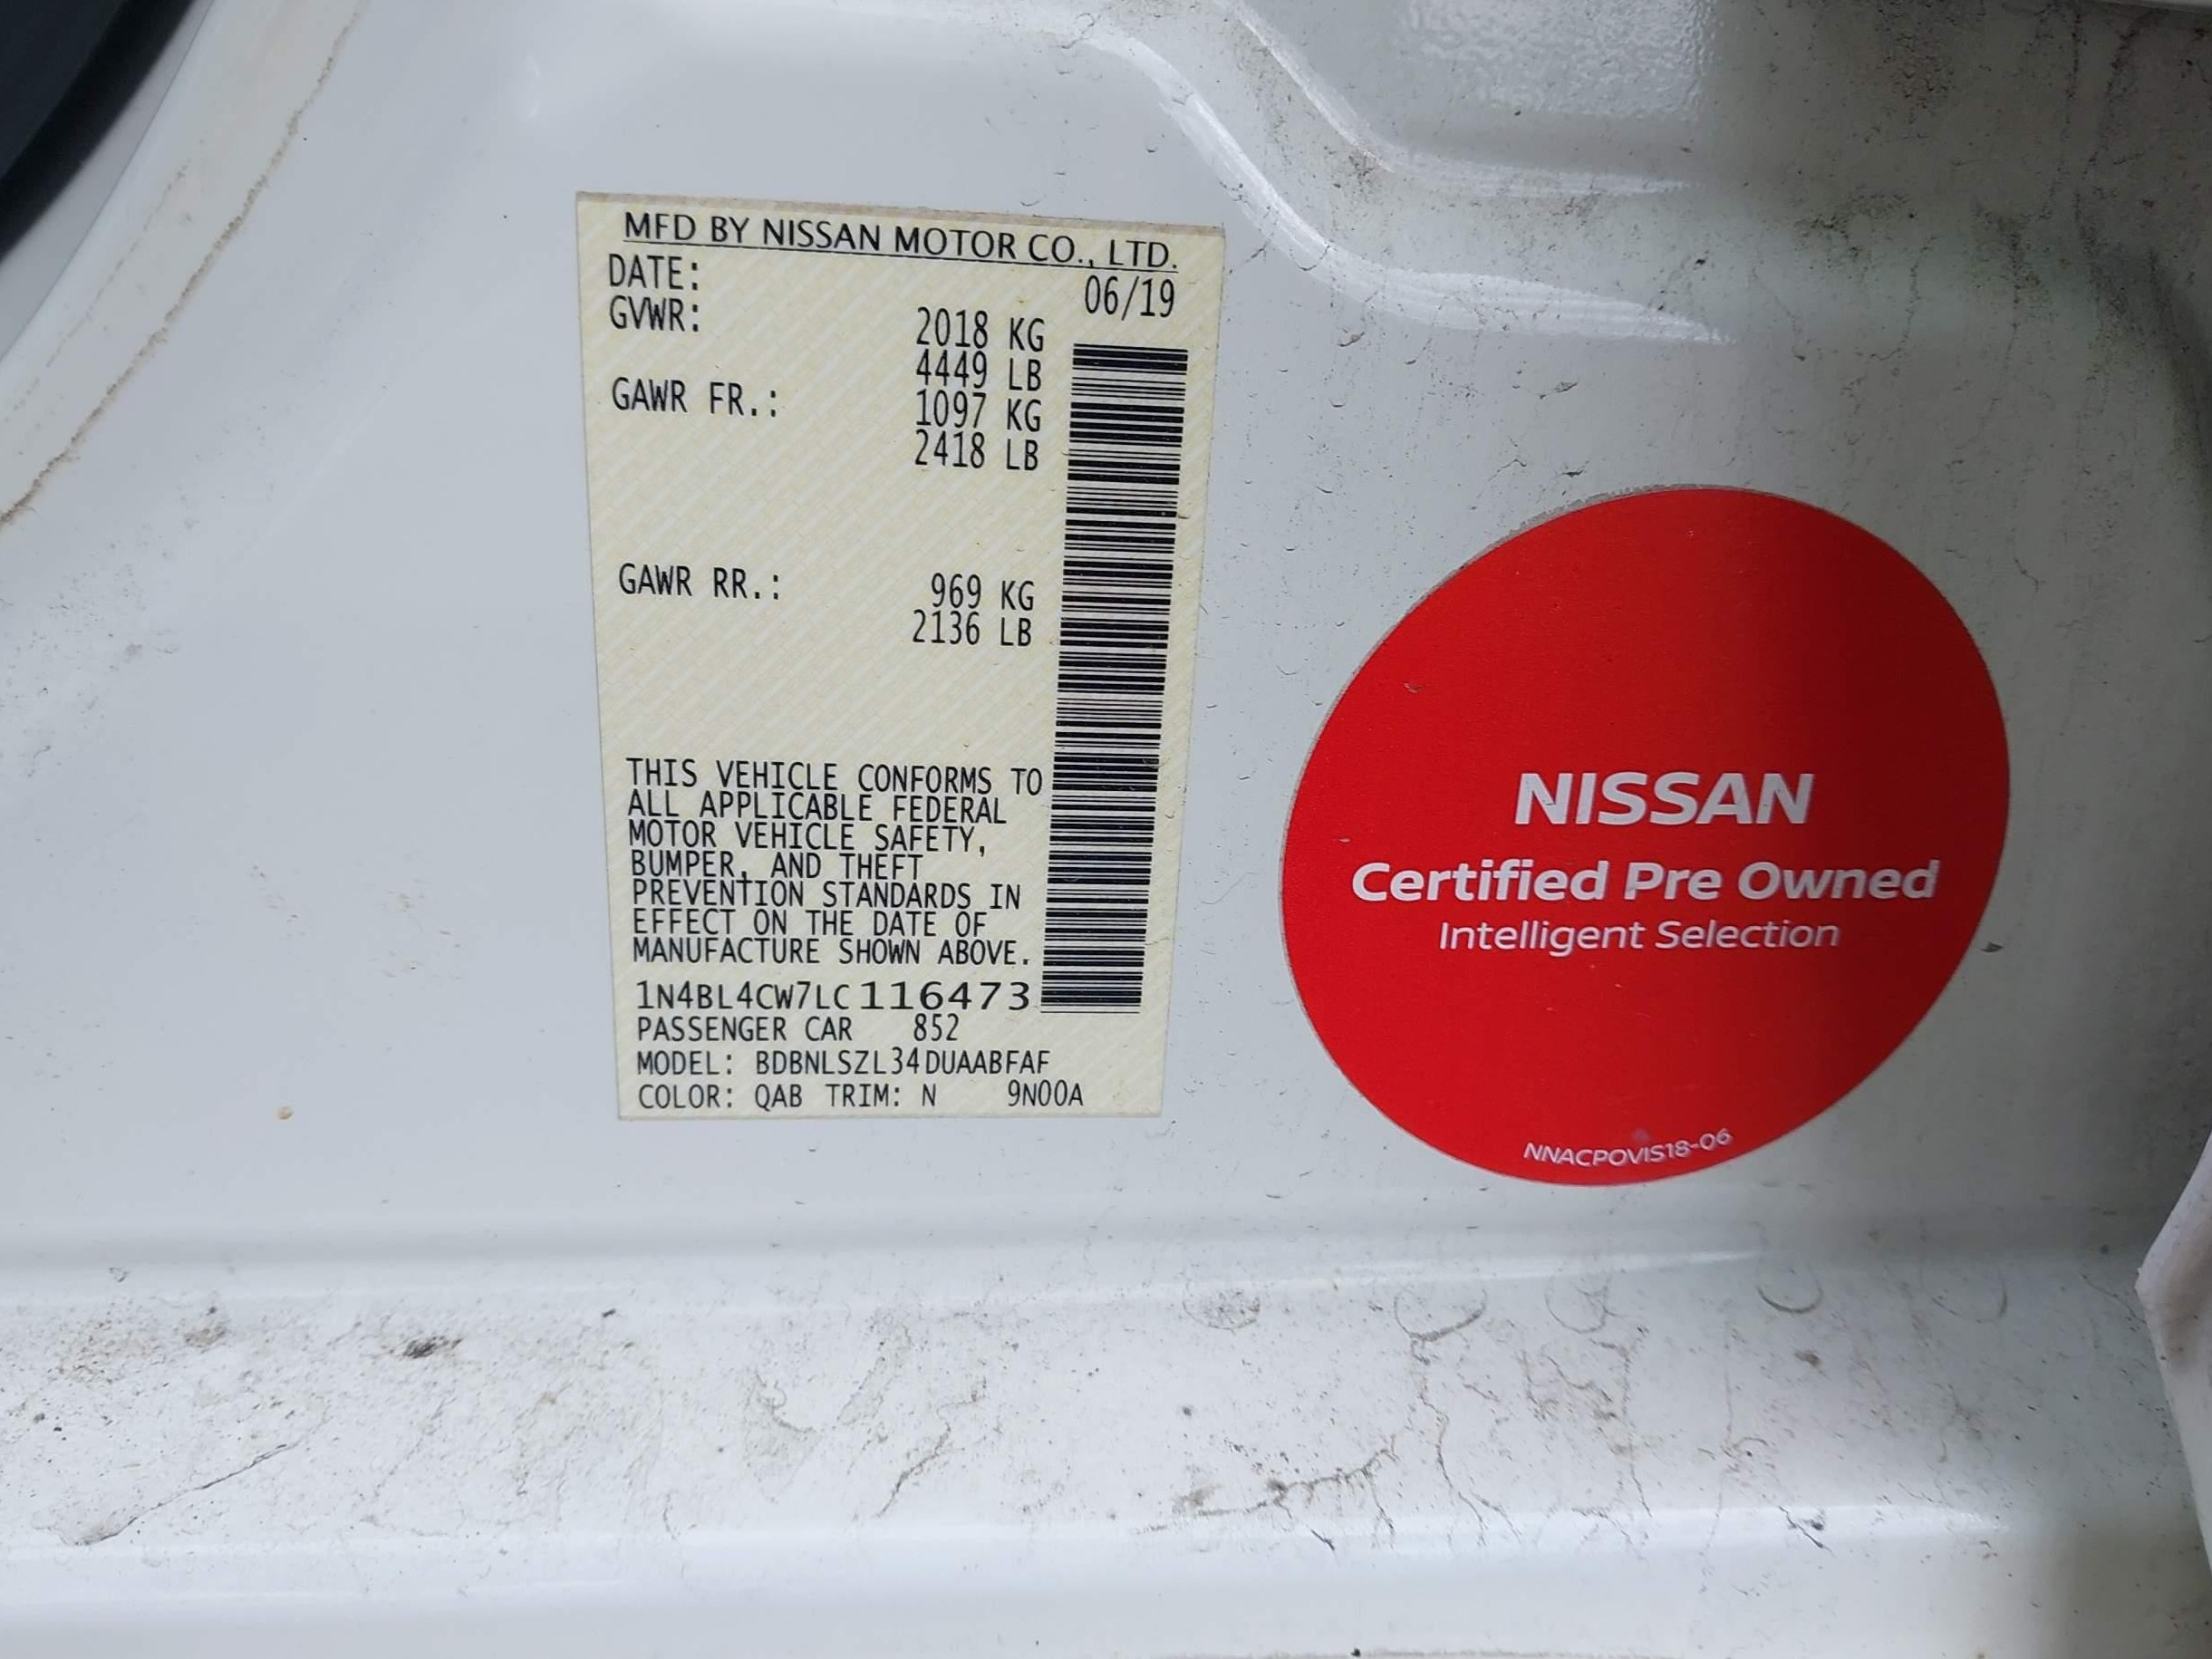 MFD BY NISSAN MOTOR CO., LTD.
DATE: 06/19
GVWR: 2018 KG
4449 LB
GAWR FR.: 1097 KG
2418 LB
GAWR RR.: 969 KG
2136 LB
THIS VEHICLE CONFORMS TO
ALL APPLICABLE FEDERAL
MOTOR VEHICLE SAFETY,
BUMPER, AND THEFT
PREVENTION STANDARDS IN
EFFECT ON THE DATE OF
MANUFACTURE SHOWN ABOVE.
1N4BL4CW7LC116473
PASSENGER CAR 852
MODEL: BDBNLSZL34DUAABFAF
COLOR: QAB TRIM: N 9N00A
NISSAN
Certified Pre Owned
Intelligent Selection
NNACPOVIS18-06